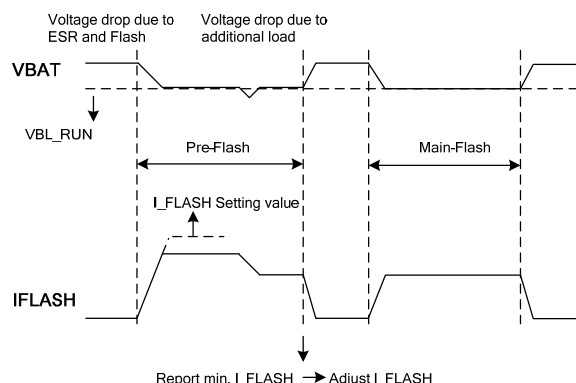 Voltage drop due to
ESR and Flash
Voltage drop due to
additional load
VBAT
VBL_RUN
Pre-Flash
Main-Flash
I_FLASH Setting value
IFLASH
Report min. I_FLASH → Adjust I_FLASH